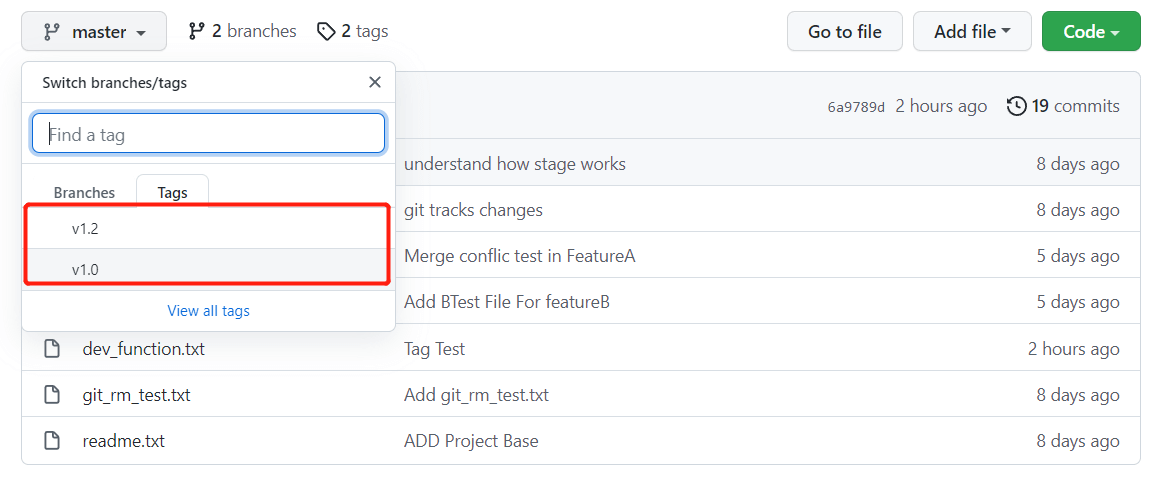 master 2 branches 2 tags Go to file Add file Code
Switch branches/tags
6a9789d 2 hours ago 19 commits
Find a tag
understand how stage works 8 days ago
Branches Tags
git tracks changes 8 days ago
v1.2
Merge conflic test in FeatureA 5 days ago
v1.0
Add BTest File For featureB 5 days ago
View all tags
dev_function.txt Tag Test 2 hours ago
git_rm_test.txt Add git_rm_test.txt 8 days ago
readme.txt ADD Project Base 8 days ago